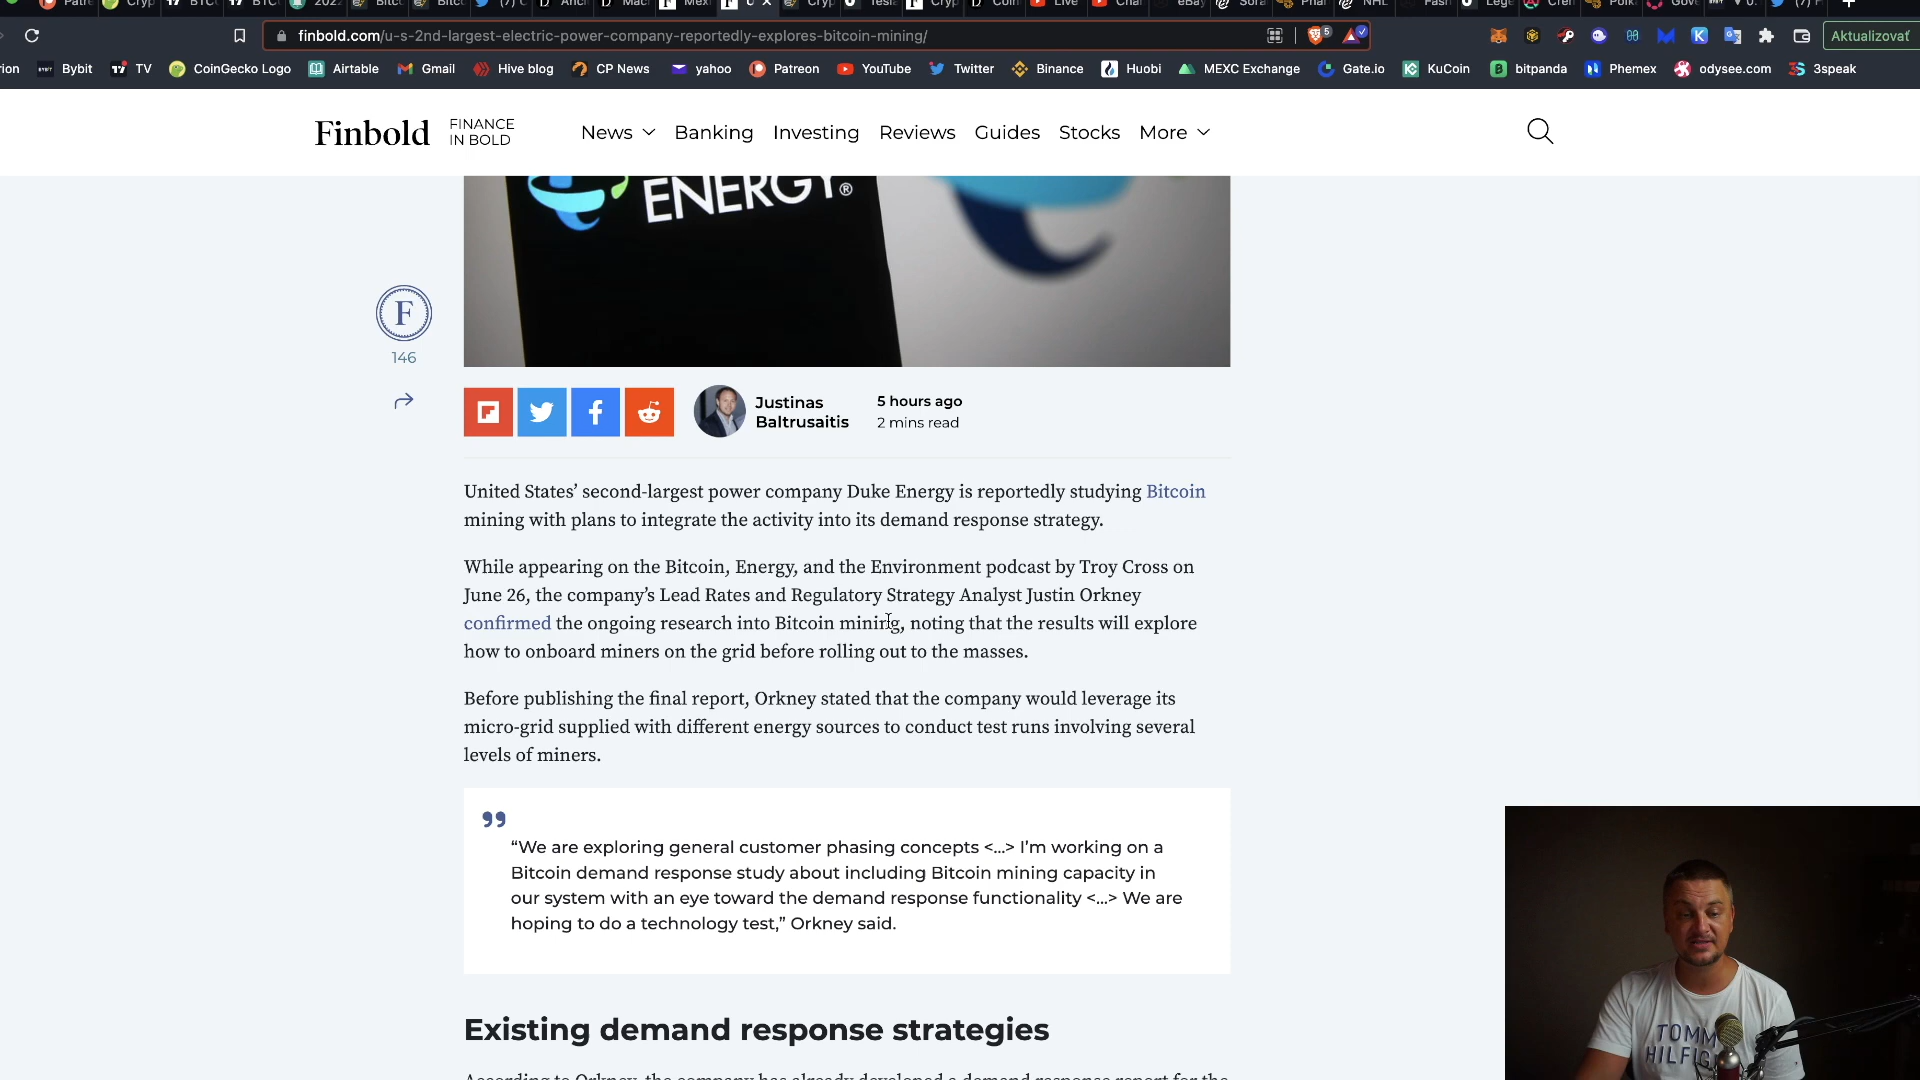 finbold.com/u-s-2nd-largest-electric-power-company-reportedly-explores-bitcoin-mining/
5
Aktualizovať
Bybit
TV
CoinGecko Logo
Airtable
Gmail
Hive blog
CP News
yahoo
Patreon
YouTube
Twitter
Binance
Huobi
MEXC Exchange
Gate.io
KuCoin
bitpanda
Phemex
odysee.com
3speak
Finbold
FINANCE
IN BOLD
News
Banking
Investing
Reviews
Guides
Stocks
More
ENERGY®
F
146
Justinas
Baltrusaitis
5 hours ago
2 mins read
United States’ second-largest power company Duke Energy is reportedly studying Bitcoin
mining with plans to integrate the activity into its demand response strategy.
While appearing on the Bitcoin, Energy, and the Environment podcast by Troy Cross on
June 26, the company’s Lead Rates and Regulatory Strategy Analyst Justin Orkney
confirmed the ongoing research into Bitcoin mining, noting that the results will explore
how to onboard miners on the grid before rolling out to the masses.
Before publishing the final report, Orkney stated that the company would leverage its
micro-grid supplied with different energy sources to conduct test runs involving several
levels of miners.
“We are exploring general customer phasing concepts <...> I’m working on a
Bitcoin demand response study about including Bitcoin mining capacity in
our system with an eye toward the demand response functionality <...> We are
hoping to do a technology test,” Orkney said.
Existing demand response strategies
TOMM
HILFIG